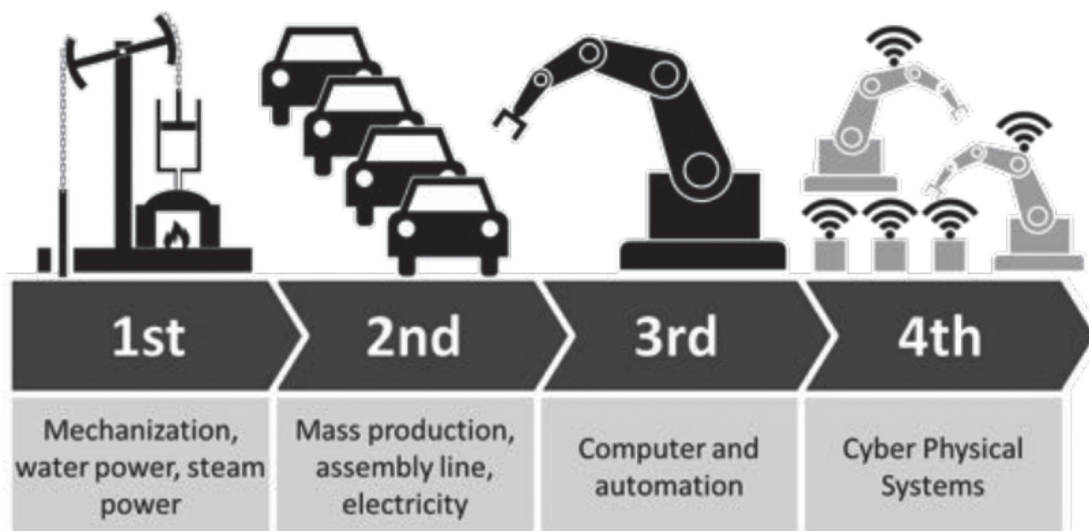 1st
2nd
3rd
4th
Mechanization,
water power, steam
power
Mass production,
assembly line,
electricity
Computer and
automation
Cyber Physical
Systems